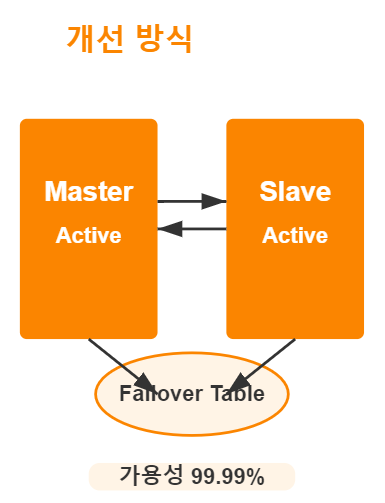 개선 방식
Master
Active
Slave
Active
Failover Table
가용성 99.99%